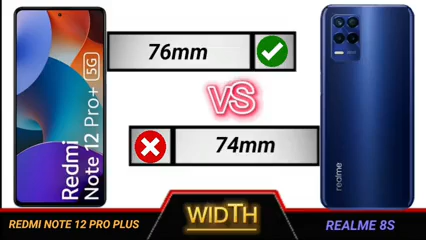 76mm
Redmi
Note 12 Pro+ 5G
VS
74mm
realme
WIDTH
REDMI NOTE 12 PRO PLUS
REALME 8S